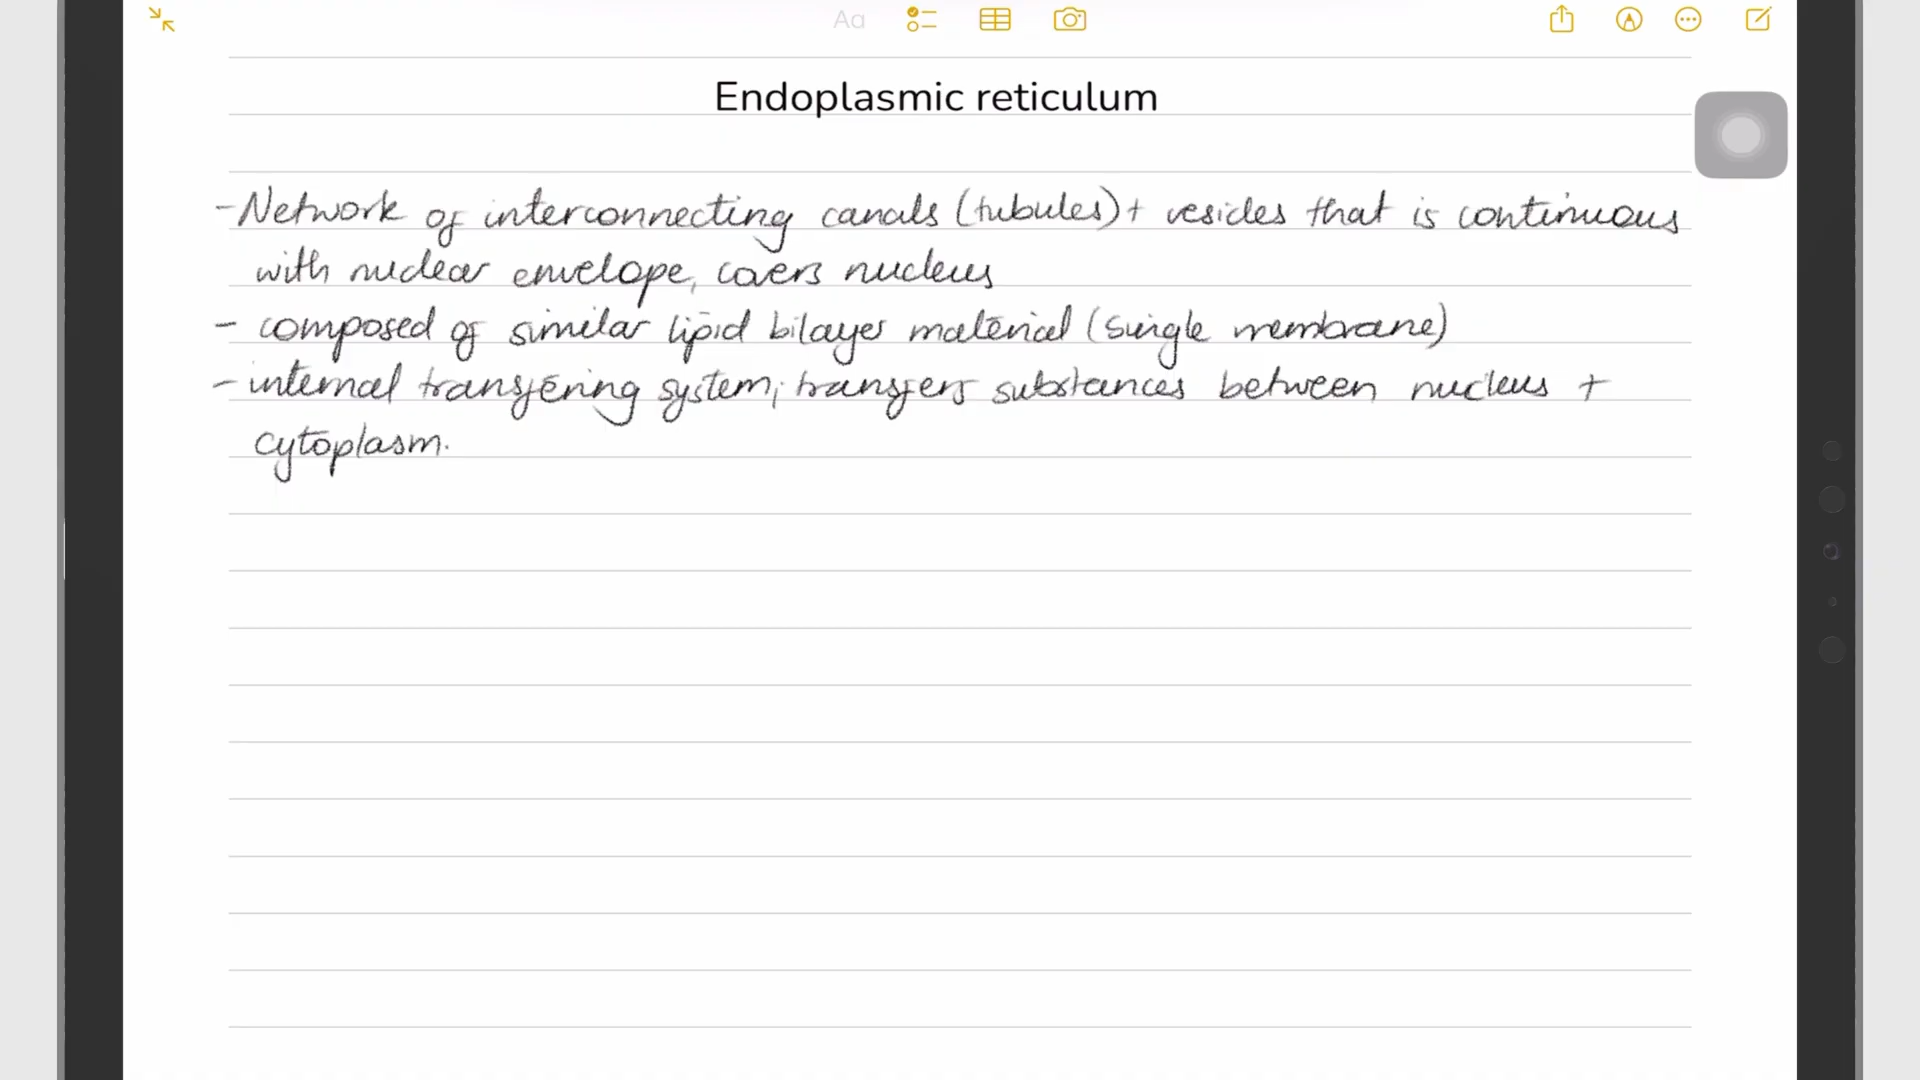 Aa
Endoplasmic reticulum
- Network of interconnecting canals (tubules) + vesicles that is continuous
with nuclear envelope, covers nucleus
- composed of similar lipid bilayer material (single membrane)
- internal transfering system; transfers substances between nucleus +
cytoplasm.